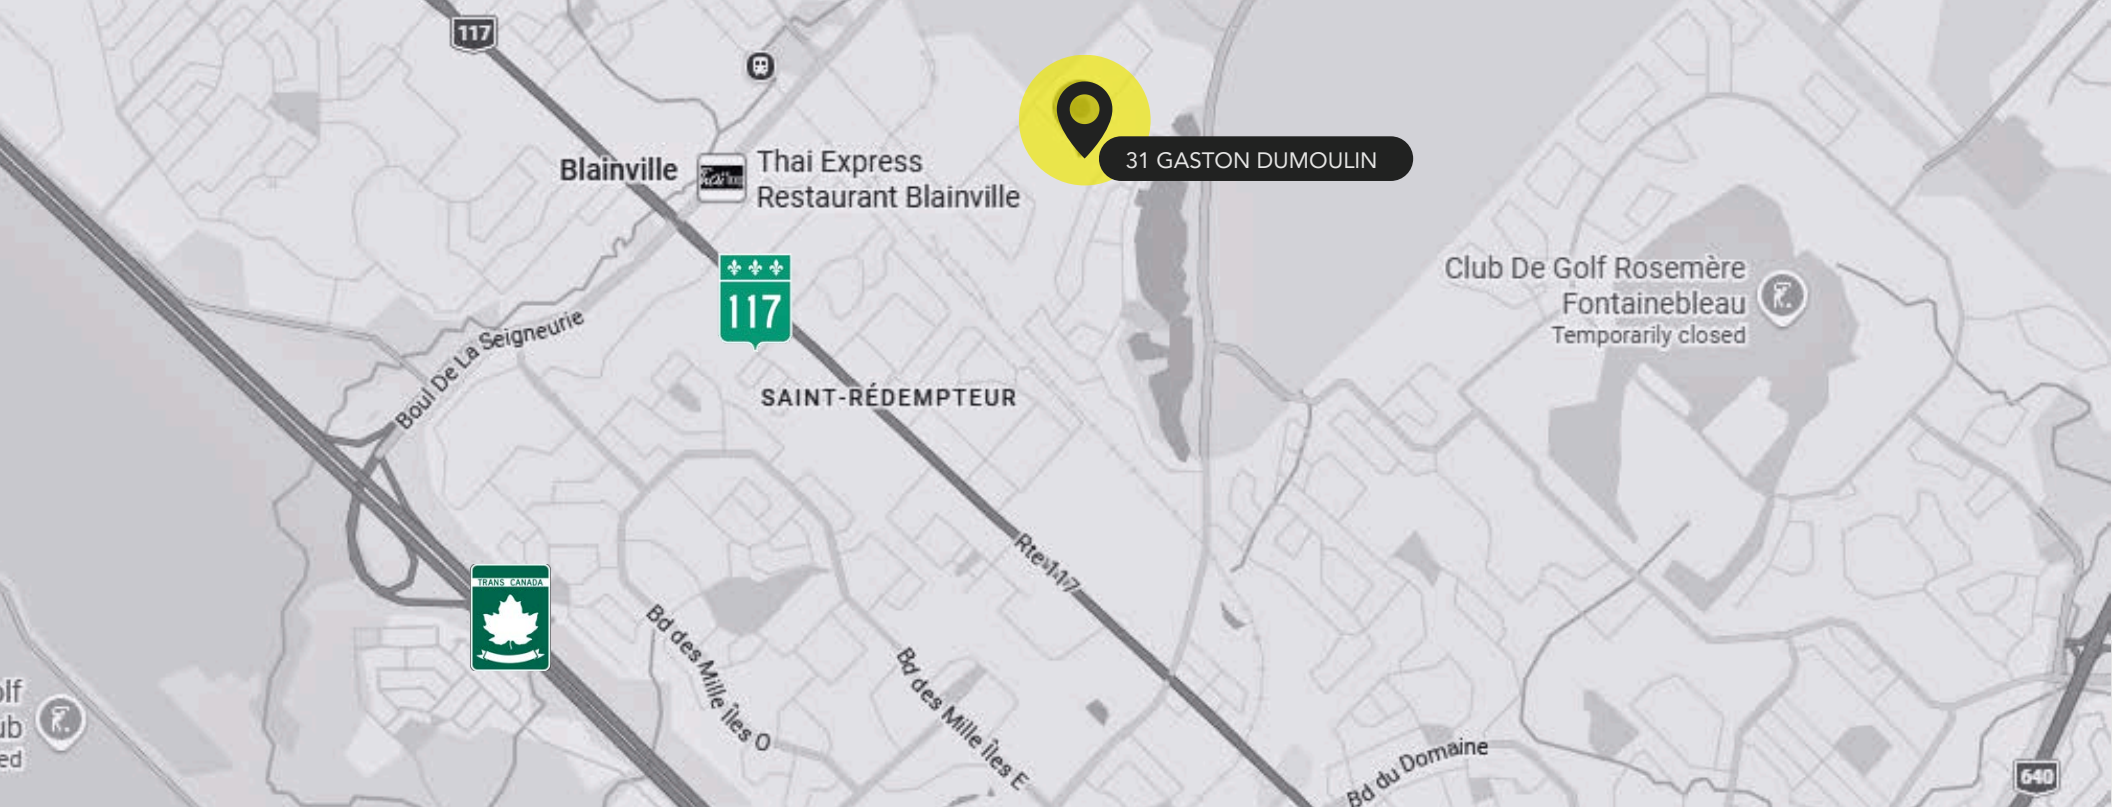 117
Blainville
Thai Express
Restaurant Blainville
31 GASTON DUMOULIN
117
Club De Golf Rosemère
Fontainebleau
Temporarily closed
Boul De La Seigneurie
SAINT-RÉDEMPTEUR
Rte 117
TRANS CANADA
Bd des Mille Îles O
Bd des Mille Îles E
Bd du Domaine
640